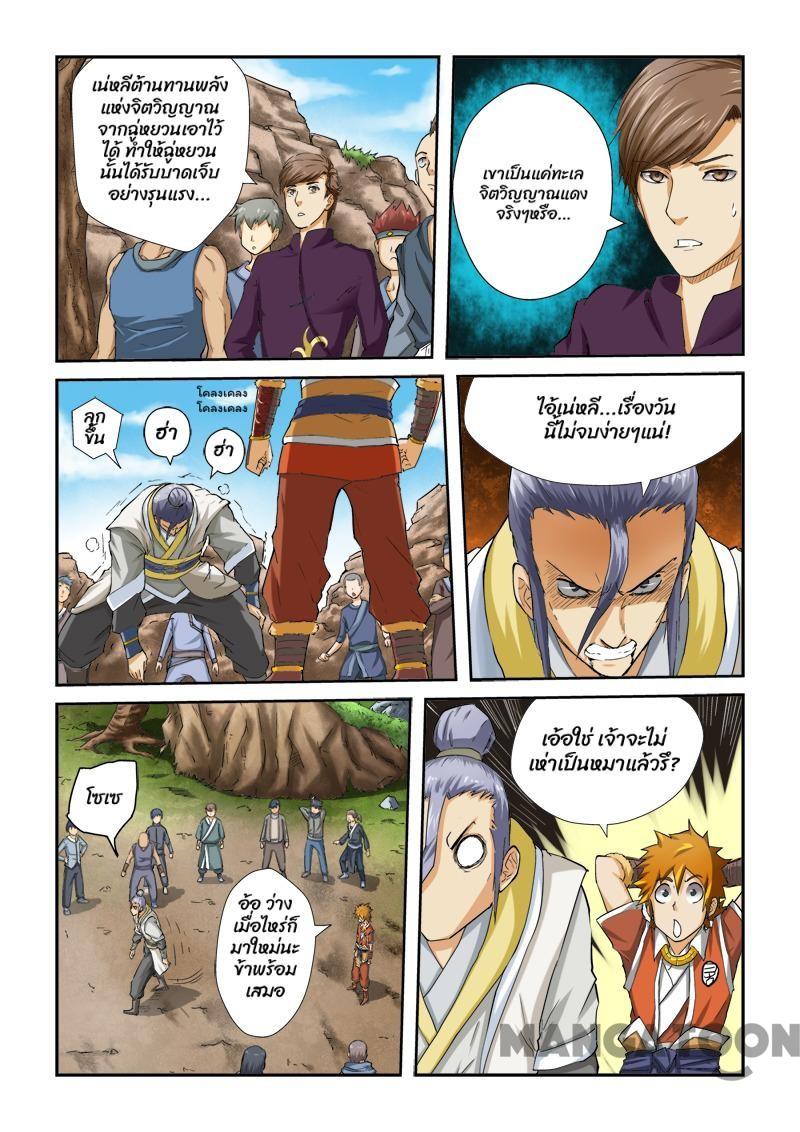 เน่หลีต้านทานพลัง
แห่งจิตวิญญาณ
จากฉู่หยวนเอาไว้
ได้ ทำให้ฉู่หยวน
นั้นได้รับบาดเจ็บ
อย่างรุนแรง...
เขาเป็นแค่ทะเล
จิตวิญญาณแดง
จริงๆหรือ...
ลุก
ขึ้น
ฮ่า
ฮ่า
โคลงเคลง
โคลงเคลง
ไอ้เน่หลี...เรื่องวัน
นี้ไม่จบง่ายๆแน่!
โซเซ
อ้อ ว่าง
เมื่อไหร่ก็
มาใหม่นะ
ข้าพร้อม
เสมอ
เอ้อใช่ เจ้าจะไม่
เห่าเป็นหมาแล้วรึ?
MANGATOON